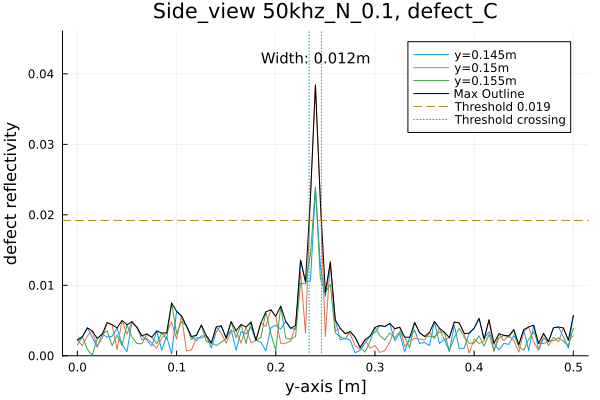 Side_view 50khz_N_0.1, defect_C
Width: 0.012m
y=0.145m
y=0.15m
y=0.155m
Max Outline
Threshold 0.019
Threshold crossing
defect reflectivity
0.04
0.03
0.02
0.01
0.00
0.0 0.1 0.2 0.3 0.4 0.5
y-axis [m]